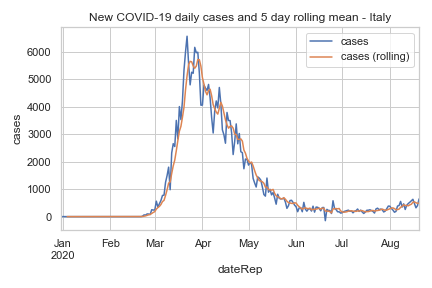 New COVID-19 daily cases and 5 day rolling mean - Italy
cases
cases (rolling)
6000
5000
4000
3000
2000
1000
0
cases
Jan Feb Mar Apr May Jun Jul Aug
2020
dateRep